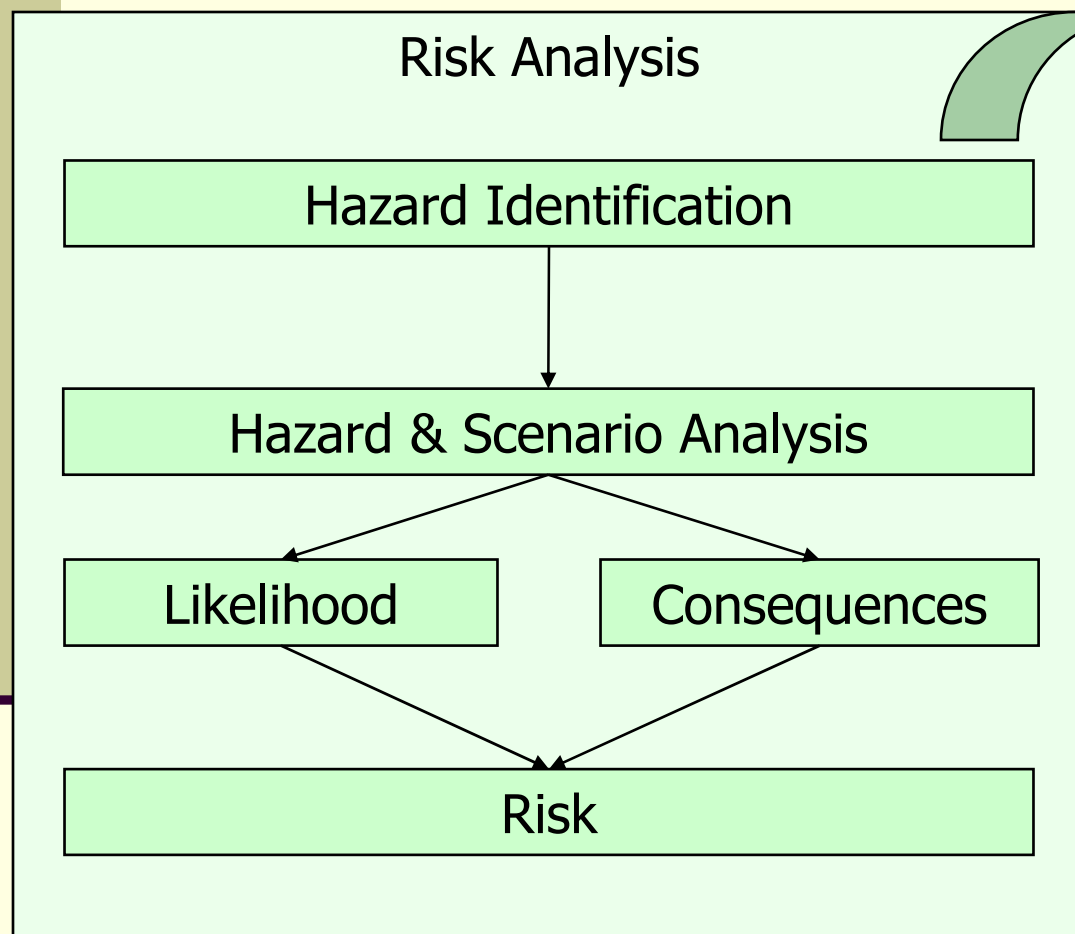 Risk Analysis
Hazard Identification
Hazard & Scenario Analysis
Likelihood
Consequences
Risk